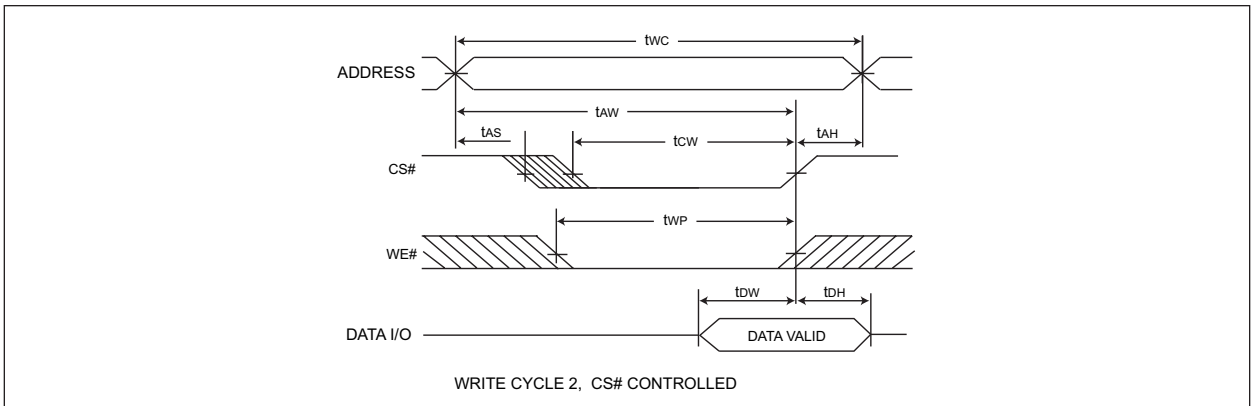 tWC
ADDRESS
tAW
tAS
tCW
tAH
CS#
tWP
WE#
tDW
tDH
DATA I/O
DATA VALID
WRITE CYCLE 2, CS# CONTROLLED